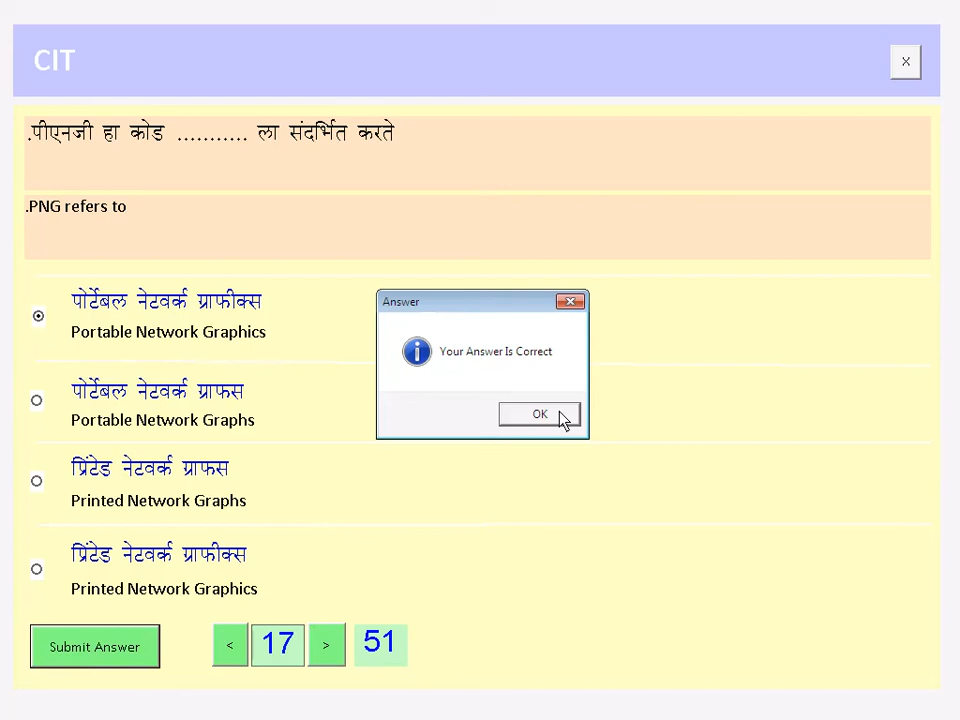 CIT
x
.पीएनजी हा कोड ........... ला संदर्भित करते
.PNG refers to
पोर्टेबल नेटवर्क ग्राफीक्स
Portable Network Graphics
पोर्टेबल नेटवर्क ग्राफस
Portable Network Graphs
प्रिंटेड नेटवर्क ग्राफस
Printed Network Graphs
प्रिंटेड नेटवर्क ग्राफीक्स
Printed Network Graphics
Answer
Your Answer Is Correct
OK
Submit Answer < 17 > 51